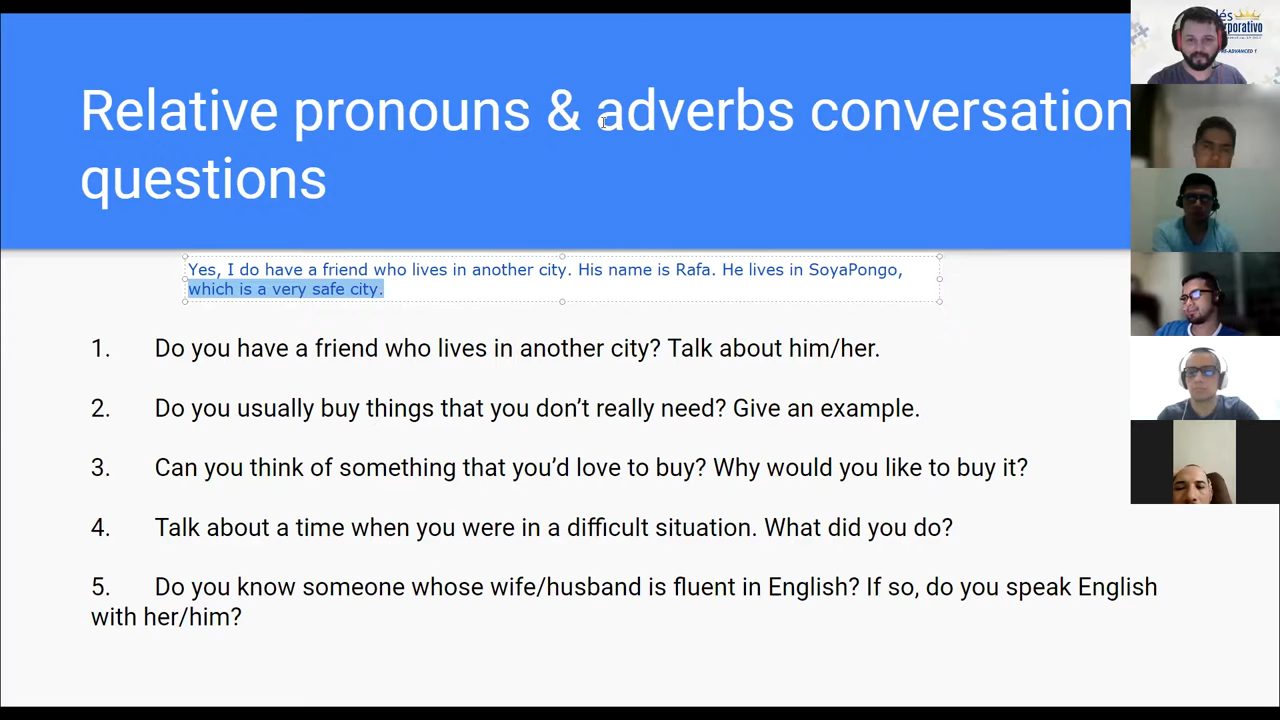 Relative pronouns & adverbs conversation
questions
Yes, I do have a friend who lives in another city. His name is Rafa. He lives in SoyaPongo,
which is a very safe city.
1. Do you have a friend who lives in another city? Talk about him/her.
2. Do you usually buy things that you don’t really need? Give an example.
3. Can you think of something that you’d love to buy? Why would you like to buy it?
4. Talk about a time when you were in a difficult situation. What did you do?
5. Do you know someone whose wife/husband is fluent in English? If so, do you speak English
with her/him?